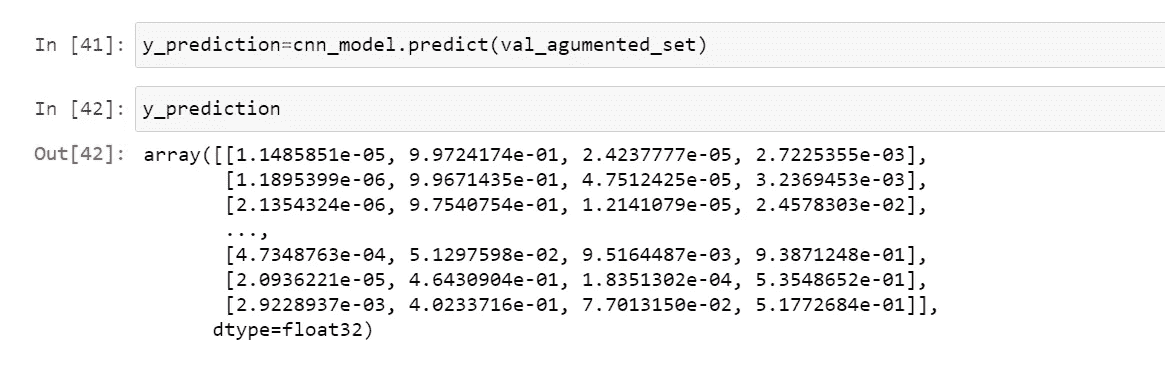 In [41]: y_prediction=cnn_model.predict(val_agumented_set)
In [42]: y_prediction
Out[42]: array([[1.1485851e-05, 9.9724174e-01, 2.4237777e-05, 2.7225355e-03],
[1.1895399e-06, 9.9671435e-01, 4.7512425e-05, 3.2369453e-03],
[2.1354324e-06, 9.7540754e-01, 1.2141079e-05, 2.4578303e-02],
...,
[4.7348763e-04, 5.1297598e-02, 9.5164487e-03, 9.3871248e-01],
[2.0936221e-05, 4.6430904e-01, 1.8351302e-04, 5.3548652e-01],
[2.9228937e-03, 4.0233716e-01, 7.7013150e-02, 5.1772684e-01]],
dtype=float32)